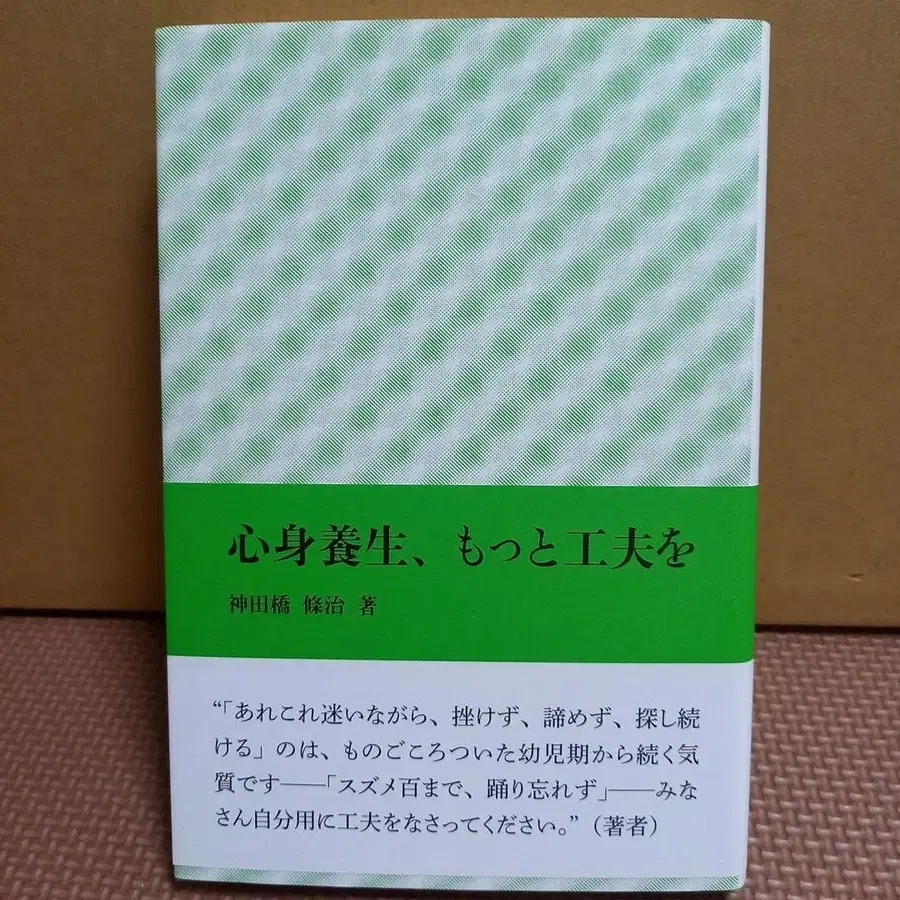 心身養生、もっと工夫を
神田橋 條治 著
“「あれこれ迷いながら、挫けず、諦めず、探し続
ける」のは、ものごころついた幼児期から続く気
質です――「スズメ百まで、踊り忘れず」――みな
さん自分用に工夫をなさってください。”（著者）